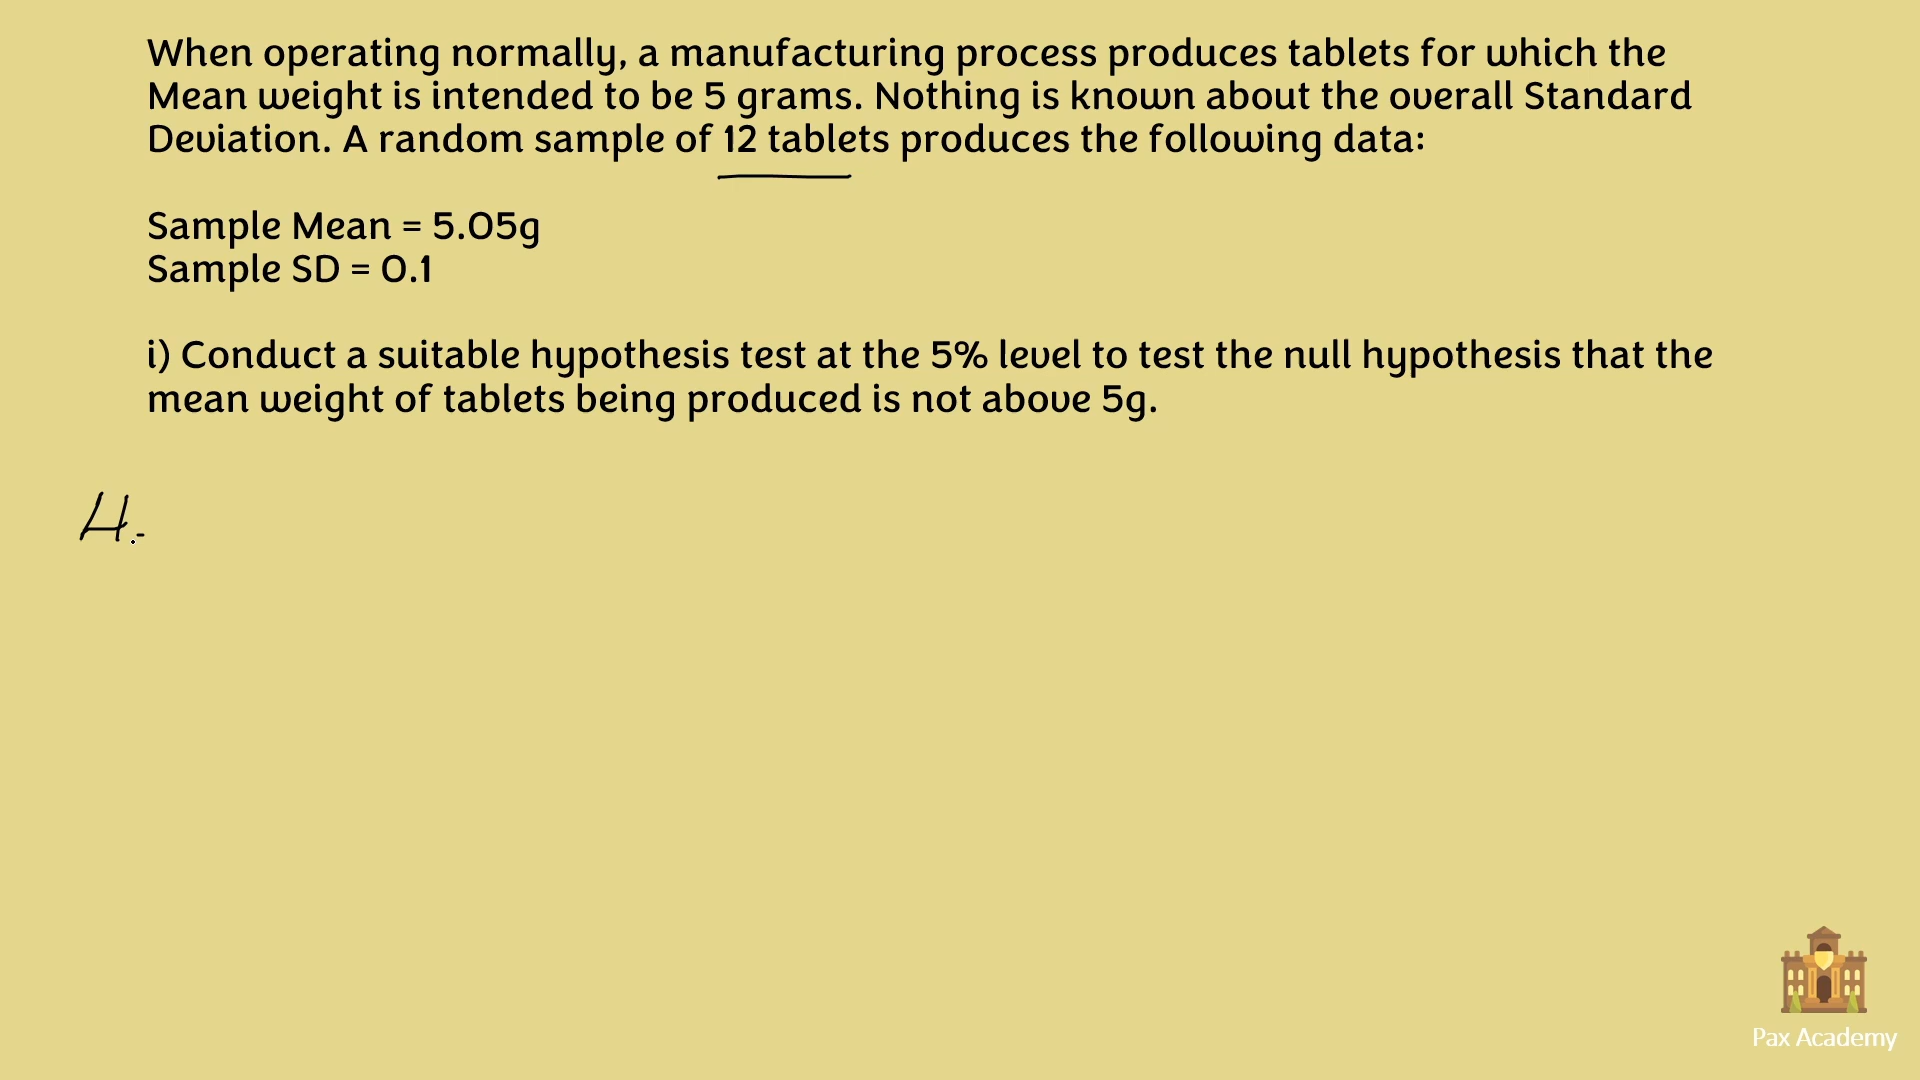 When operating normally, a manufacturing process produces tablets for which the
Mean weight is intended to be 5 grams. Nothing is known about the overall Standard
Deviation. A random sample of 12 tablets produces the following data:
Sample Mean = 5.05g
Sample SD = 0.1
i) Conduct a suitable hypothesis test at the 5% level to test the null hypothesis that the
mean weight of tablets being produced is not above 5g.
H
Pax Academy